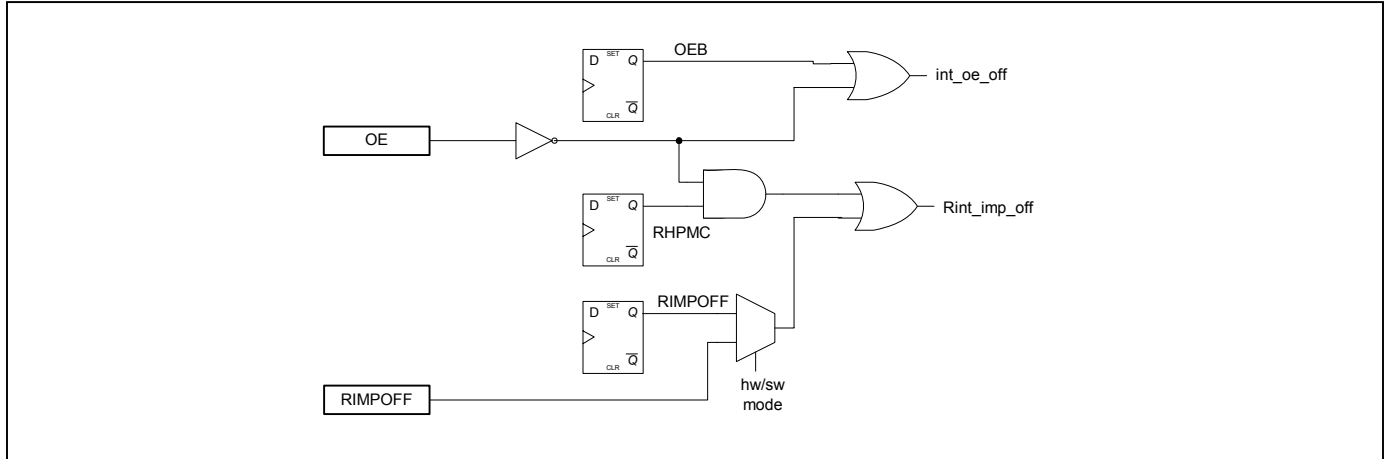 OEB
D SET Q
Q
CLR
int_oe_off
OE
D SET Q
RHPMC
Q
CLR
Rint_imp_off
RIMPOFF
D SET Q
Q
CLR
hw/sw
mode
RIMPOFF